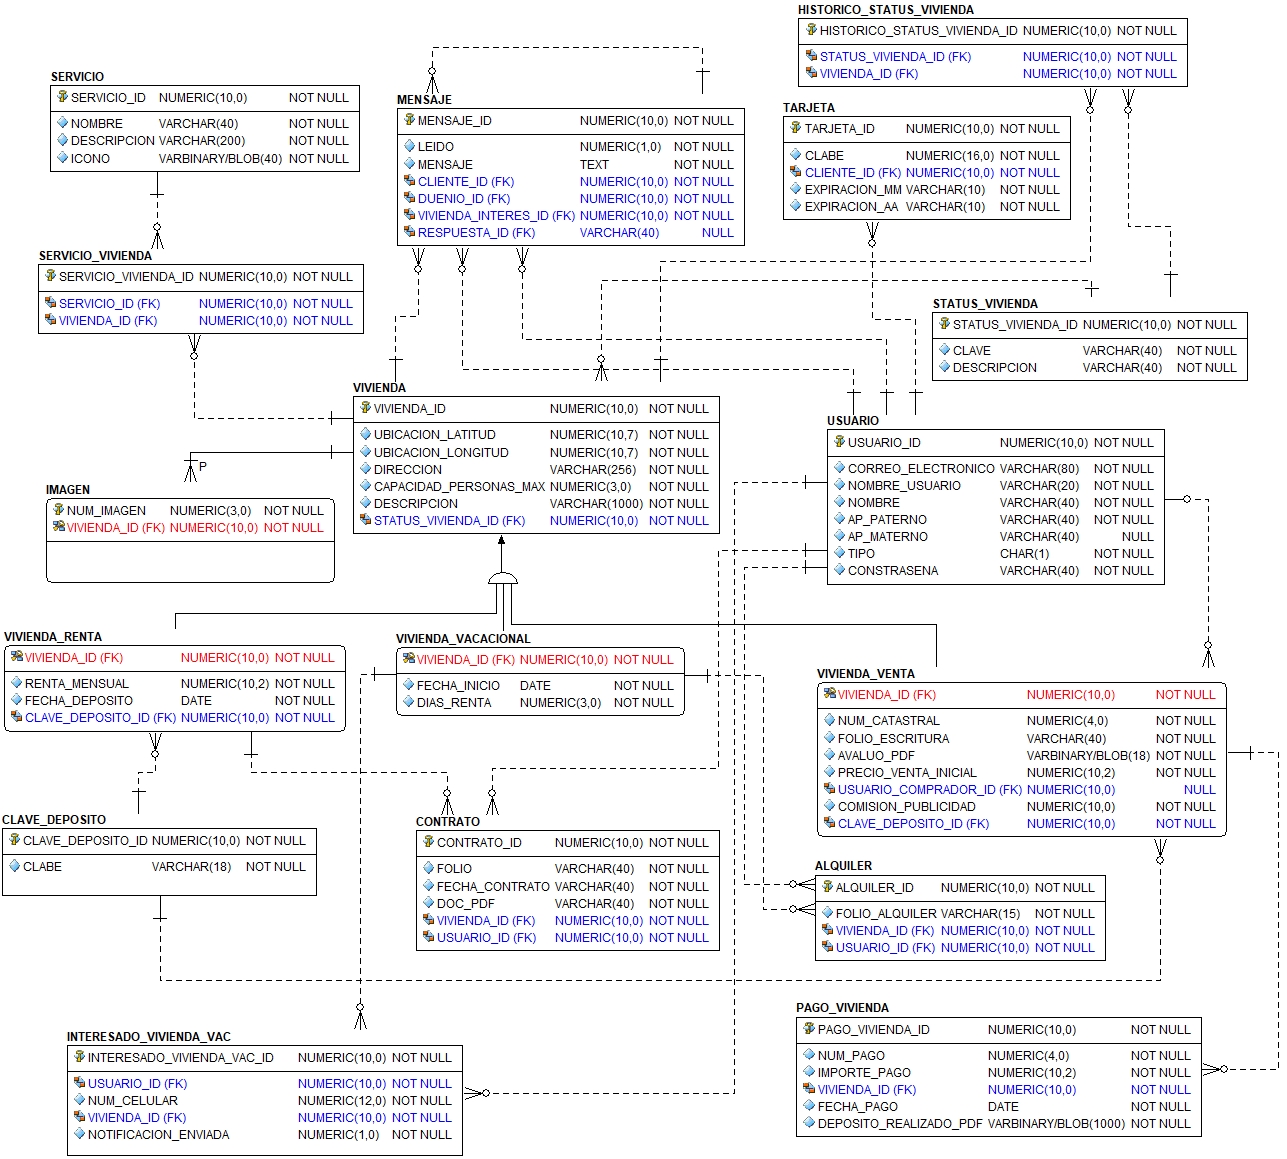 HISTORICO_STATUS_VIVIENDA
HISTORICO_STATUS_VIVIENDA_ID NUMERIC(10,0) NOT NULL
STATUS_VIVIENDA_ID (FK) NUMERIC(10,0) NOT NULL
VIVIENDA_ID (FK) NUMERIC(10,0) NOT NULL
SERVICIO
SERVICIO_ID NUMERIC(10,0) NOT NULL
NOMBRE VARCHAR(40) NOT NULL
DESCRIPCION VARCHAR(200) NOT NULL
ICONO VARBINARY/BLOB(40) NOT NULL
MENSAJE
MENSAJE_ID NUMERIC(10,0) NOT NULL
LEIDO NUMERIC(1,0) NOT NULL
MENSAJE TEXT NOT NULL
CLIENTE_ID (FK) NUMERIC(10,0) NOT NULL
DUENIO_ID (FK) NUMERIC(10,0) NOT NULL
VIVIENDA_INTERES_ID (FK) NUMERIC(10,0) NOT NULL
RESPUESTA_ID (FK) VARCHAR(40) NULL
TARJETA
TARJETA_ID NUMERIC(10,0) NOT NULL
CLABE NUMERIC(16,0) NOT NULL
CLIENTE_ID (FK) NUMERIC(10,0) NOT NULL
EXPIRACION_MM VARCHAR(10) NOT NULL
EXPIRACION_AA VARCHAR(10) NOT NULL
SERVICIO_VIVIENDA
SERVICIO_VIVIENDA_ID NUMERIC(10,0) NOT NULL
SERVICIO_ID (FK) NUMERIC(10,0) NOT NULL
VIVIENDA_ID (FK) NUMERIC(10,0) NOT NULL
STATUS_VIVIENDA
STATUS_VIVIENDA_ID NUMERIC(10,0) NOT NULL
CLAVE VARCHAR(40) NOT NULL
DESCRIPCION VARCHAR(40) NOT NULL
VIVIENDA
VIVIENDA_ID NUMERIC(10,0) NOT NULL
UBICACION_LATITUD NUMERIC(10,7) NOT NULL
UBICACION_LONGITUD NUMERIC(10,7) NOT NULL
DIRECCION VARCHAR(256) NOT NULL
CAPACIDAD_PERSONAS_MAX NUMERIC(3,0) NOT NULL
DESCRIPCION VARCHAR(1000) NOT NULL
STATUS_VIVIENDA_ID (FK) NUMERIC(10,0) NOT NULL
USUARIO
USUARIO_ID NUMERIC(10,0) NOT NULL
CORREO_ELECTRONICO VARCHAR(80) NOT NULL
NOMBRE_USUARIO VARCHAR(20) NOT NULL
NOMBRE VARCHAR(40) NOT NULL
AP_PATERNO VARCHAR(40) NOT NULL
AP_MATERNO VARCHAR(40) NULL
TIPO CHAR(1) NOT NULL
CONSTRASENA VARCHAR(40) NOT NULL
P
IMAGEN
NUM_IMAGEN NUMERIC(3,0) NOT NULL
VIVIENDA_ID (FK) NUMERIC(10,0) NOT NULL
VIVIENDA_RENTA
VIVIENDA_ID (FK) NUMERIC(10,0) NOT NULL
RENTA_MENSUAL NUMERIC(10,2) NOT NULL
FECHA_DEPOSITO DATE NOT NULL
CLAVE_DEPOSITO_ID (FK) NUMERIC(10,0) NOT NULL
VIVIENDA_VACACIONAL
VIVIENDA_ID (FK) NUMERIC(10,0) NOT NULL
FECHA_INICIO DATE NOT NULL
DIAS_RENTA NUMERIC(3,0) NOT NULL
VIVIENDA_VENTA
VIVIENDA_ID (FK) NUMERIC(10,0) NOT NULL
NUM_CATASTRAL NUMERIC(4,0) NOT NULL
FOLIO_ESCRITURA VARCHAR(40) NOT NULL
AVALUO_PDF VARBINARY/BLOB(18) NOT NULL
PRECIO_VENTA_INICIAL NUMERIC(10,2) NOT NULL
USUARIO_COMPRADOR_ID (FK) NUMERIC(10,0) NULL
COMISION_PUBLICIDAD NUMERIC(10,0) NOT NULL
CLAVE_DEPOSITO_ID (FK) NUMERIC(10,0) NOT NULL
CLAVE_DEPOSITO
CLAVE_DEPOSITO_ID NUMERIC(10,0) NOT NULL
CLABE VARCHAR(18) NOT NULL
CONTRATO
CONTRATO_ID NUMERIC(10,0) NOT NULL
FOLIO VARCHAR(40) NOT NULL
FECHA_CONTRATO VARCHAR(40) NOT NULL
DOC_PDF VARCHAR(40) NOT NULL
VIVIENDA_ID (FK) NUMERIC(10,0) NOT NULL
USUARIO_ID (FK) NUMERIC(10,0) NOT NULL
ALQUILER
ALQUILER_ID NUMERIC(10,0) NOT NULL
FOLIO_ALQUILER VARCHAR(15) NOT NULL
VIVIENDA_ID (FK) NUMERIC(10,0) NOT NULL
USUARIO_ID (FK) NUMERIC(10,0) NOT NULL
INTERESADO_VIVIENDA_VAC
INTERESADO_VIVIENDA_VAC_ID NUMERIC(10,0) NOT NULL
USUARIO_ID (FK) NUMERIC(10,0) NOT NULL
NUM_CELULAR NUMERIC(12,0) NOT NULL
VIVIENDA_ID (FK) NUMERIC(10,0) NOT NULL
NOTIFICACION_ENVIADA NUMERIC(1,0) NOT NULL
PAGO_VIVIENDA
PAGO_VIVIENDA_ID NUMERIC(10,0) NOT NULL
NUM_PAGO NUMERIC(4,0) NOT NULL
IMPORTE_PAGO NUMERIC(10,2) NOT NULL
VIVIENDA_ID (FK) NUMERIC(10,0) NOT NULL
FECHA_PAGO DATE NOT NULL
DEPOSITO_REALIZADO_PDF VARBINARY/BLOB(1000) NOT NULL